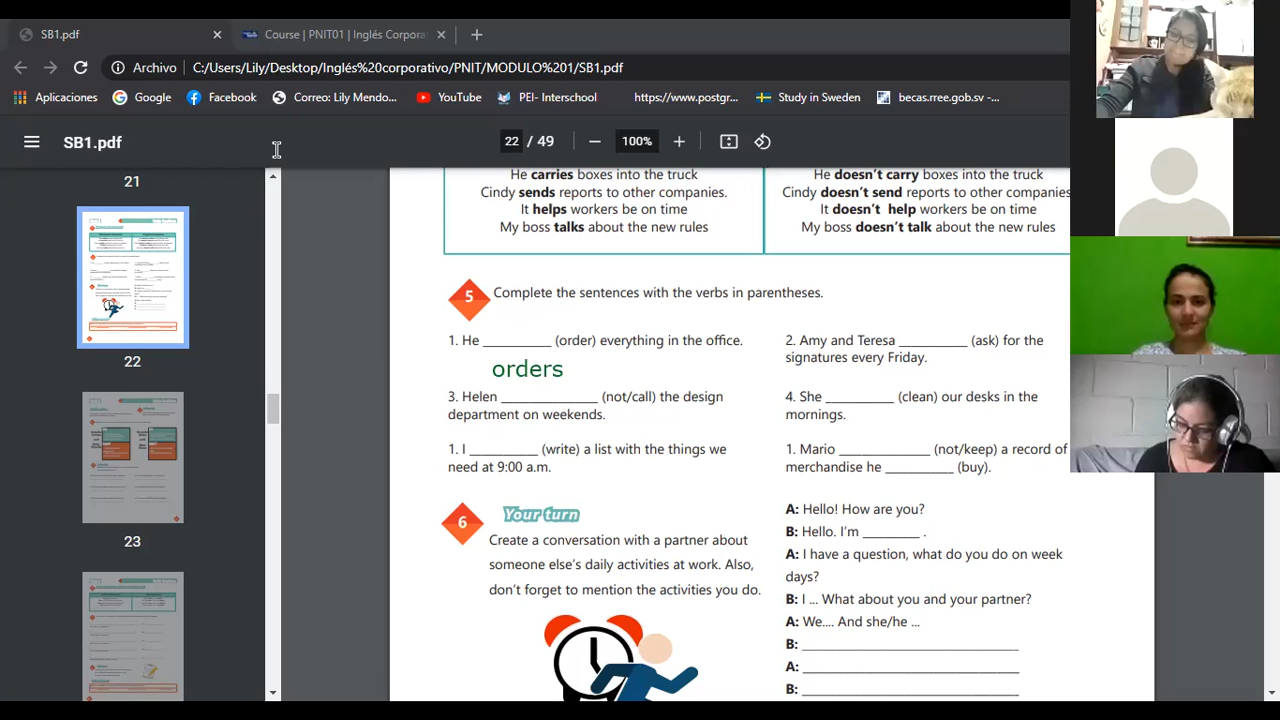 SB1.pdf
Course | PNIT01 | Inglés Corpora
Archivo
C:/Users/Lily/Desktop/Inglés%20corporativo/PNIT/MODULO%201/SB1.pdf
Aplicaciones
Google
Facebook
Correct Lily Mendo...
YouTube
PEI- Interschool
https://www.postgr...
Study in Sweden
becas.rree.gob.sv -...
SB1.pdf
22 / 49
100%
21
22
23
He carries boxes into the truck
Cindy sends reports to other companies.
It helps workers be on time
My boss talks about the new rules
He doesn't carry boxes into the truck
Cindy doesn't send reports to other companies
It doesn't help workers be on time
My boss doesn't talk about the new rules
5
Complete the sentences with the verbs in parentheses.
1. He __________ (order) everything in the office.
orders
2. Amy and Teresa __________ (ask) for the
signatures every Friday.
3. Helen ______________ (not/call) the design
department on weekends.
4. She __________ (clean) our desks in the
mornings.
1. I __________ (write) a list with the things we
need at 9:00 a.m.
1. Mario ______________ (not/keep) a record of
merchandise he __________ (buy).
6
Your turn
Create a conversation with a partner about
someone else's daily activities at work. Also,
don't forget to mention the activities you do.
A: Hello! How are you?
B: Hello. I'm ________ .
A: I have a question, what do you do on week
days?
B: I ... What about you and your partner?
A: We.... And she/he ...
B: ________________________________
A: ________________________________
B: ________________________________